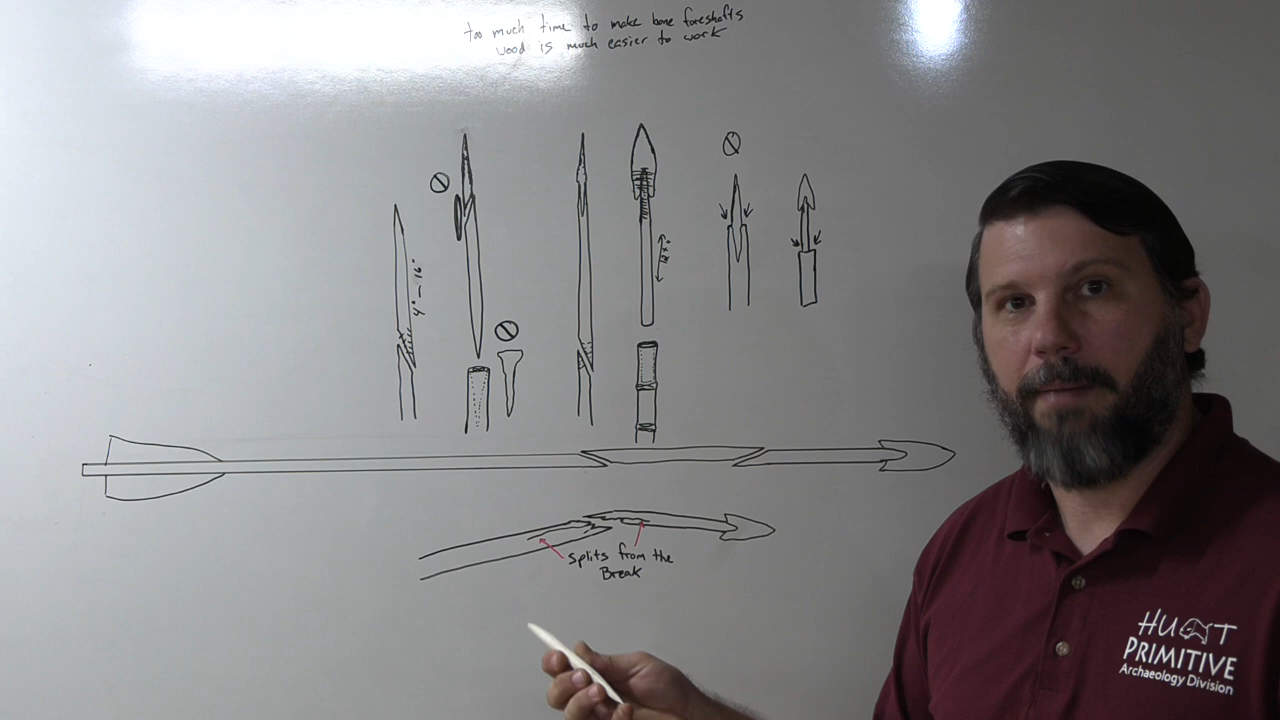 too much time to make bone foreshafts
wood is much easier to work
4" – 16"
splits from the
Break
HUNT
PRIMITIVE
Archaeology Division